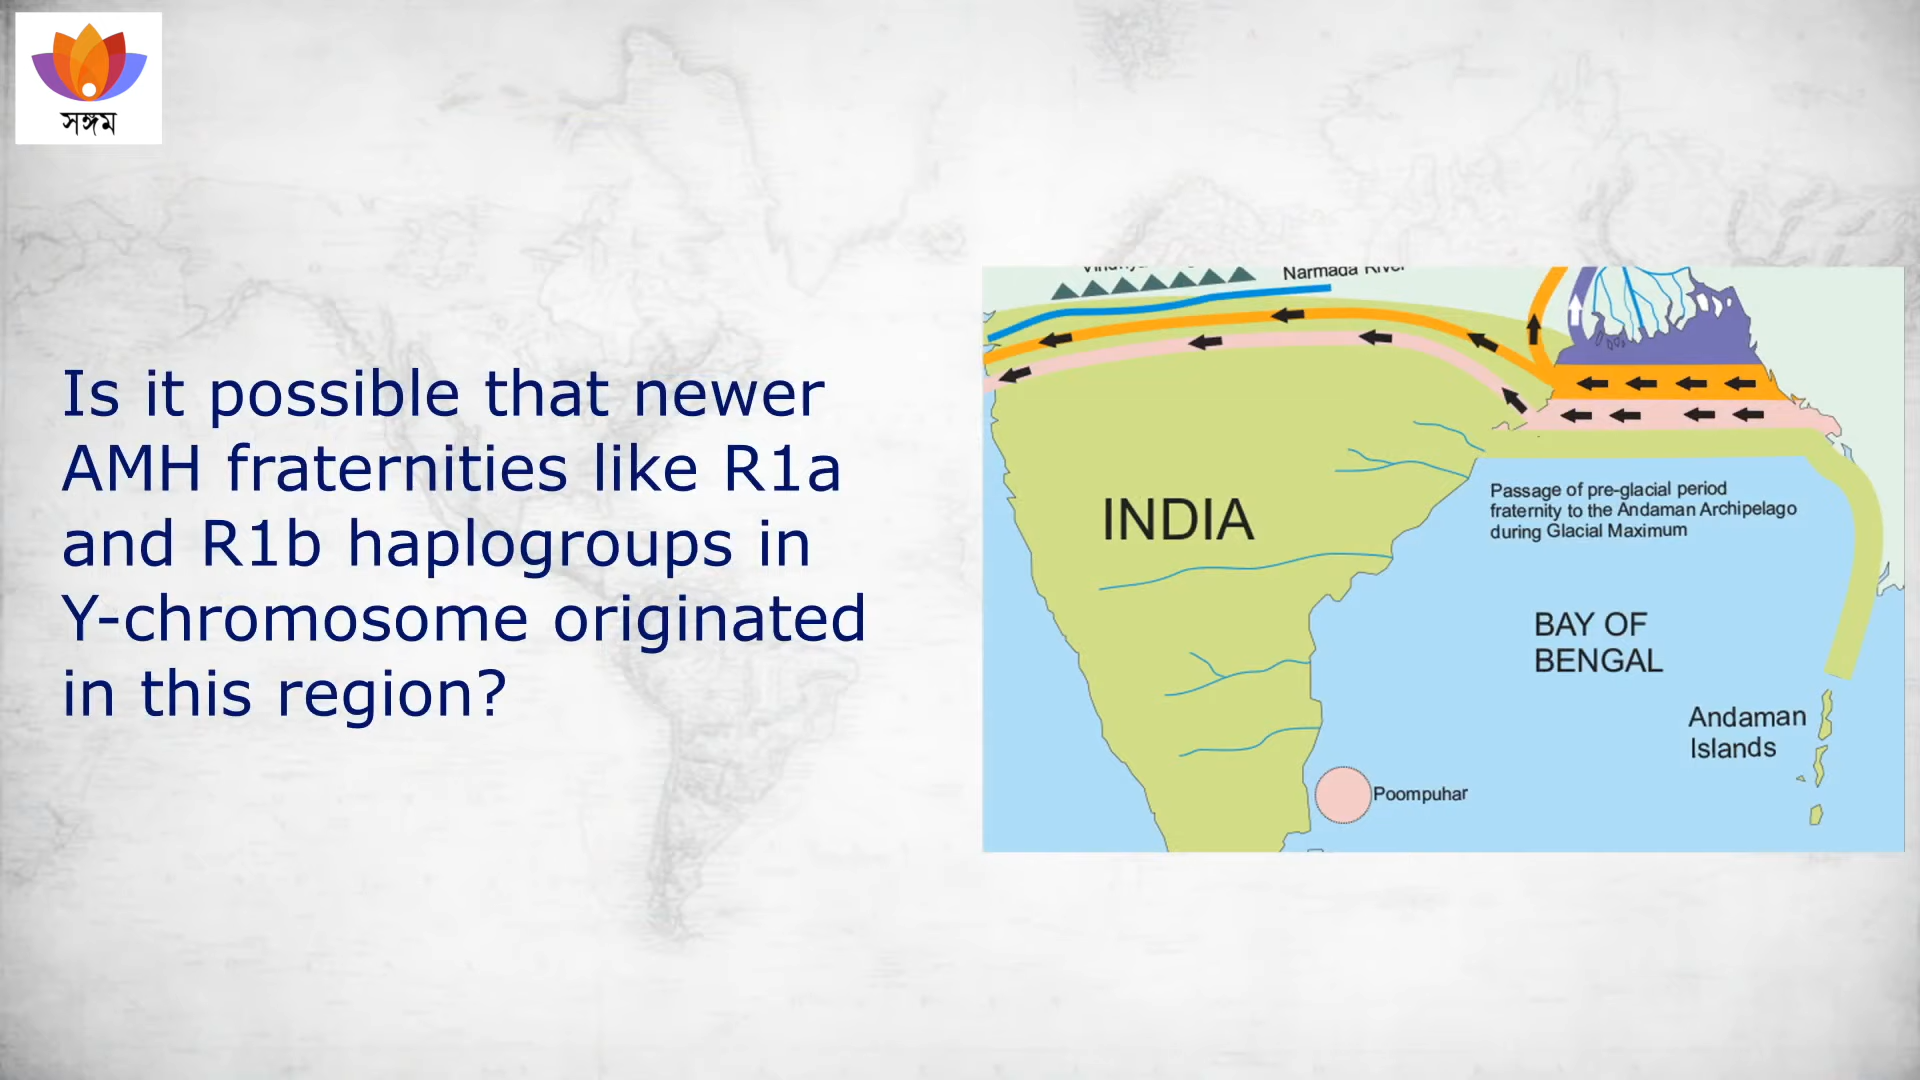 সঙ্গম
Is it possible that newer
AMH fraternities like R1a
and R1b haplogroups in
Y-chromosome originated
in this region?
Narmada River
INDIA
Passage of pre-glacial period
fraternity to the Andaman Archipelago
during Glacial Maximum
BAY OF
BENGAL
Andaman
Islands
Poompuhar